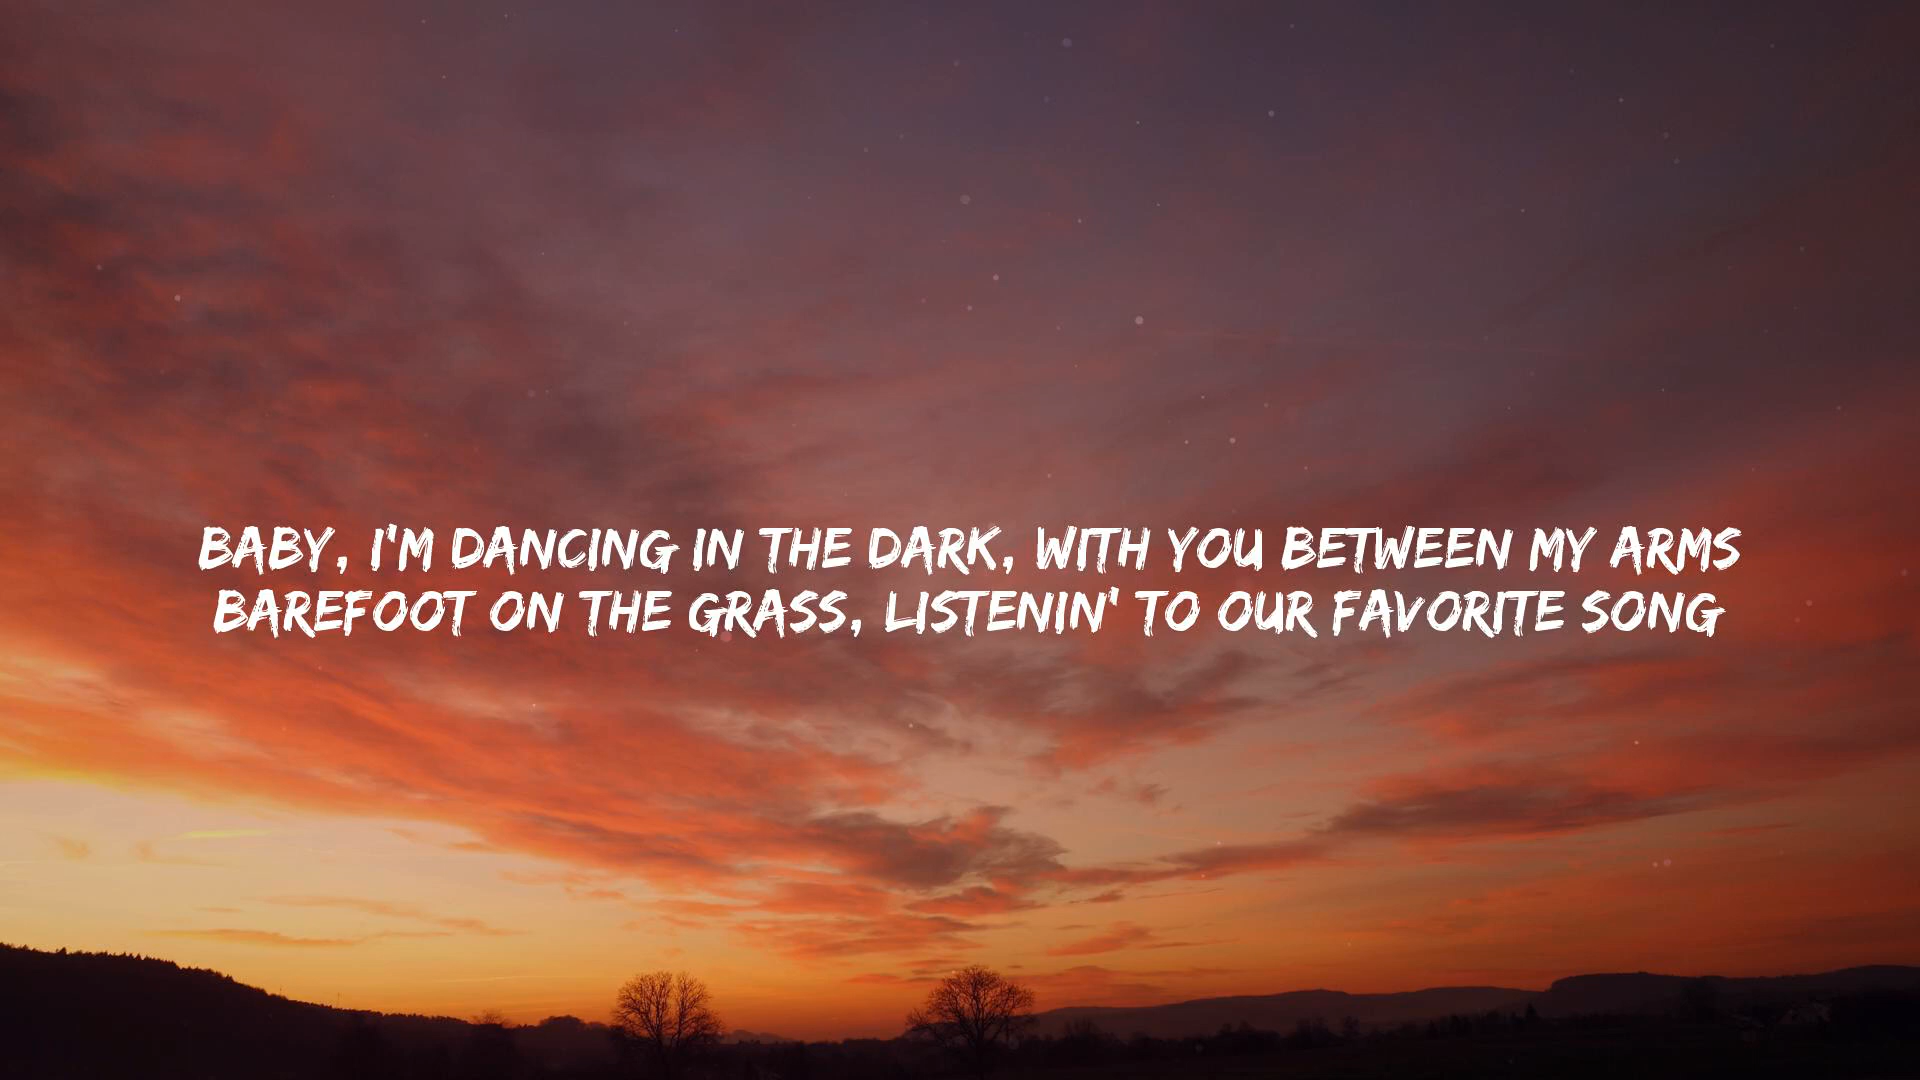 BABY, I'M DANCING IN THE DARK, WITH YOU BETWEEN MY ARMS
BAREFOOT ON THE GRASS, LISTENIN' TO OUR FAVORITE SONG